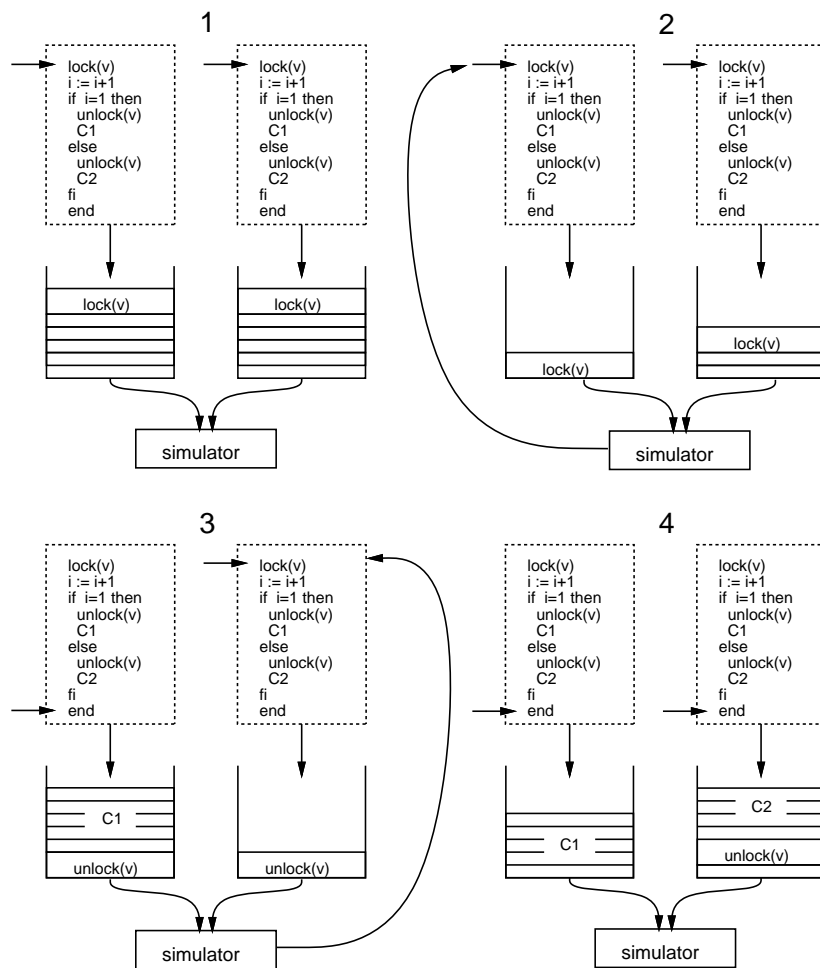 1
lock(v)
i := i+1
if i=1 then
unlock(v)
C1
else
unlock(v)
C2
fi
end
lock(v)
i := i+1
if i=1 then
unlock(v)
C1
else
unlock(v)
C2
fi
end
lock(v)
lock(v)
simulator
2
lock(v)
i := i+1
if i=1 then
unlock(v)
C1
else
unlock(v)
C2
fi
end
lock(v)
i := i+1
if i=1 then
unlock(v)
C1
else
unlock(v)
C2
fi
end
lock(v)
lock(v)
simulator
3
lock(v)
i := i+1
if i=1 then
unlock(v)
C1
else
unlock(v)
C2
fi
end
lock(v)
i := i+1
if i=1 then
unlock(v)
C1
else
unlock(v)
C2
fi
end
C1
unlock(v)
unlock(v)
simulator
4
lock(v)
i := i+1
if i=1 then
unlock(v)
C1
else
unlock(v)
C2
fi
end
lock(v)
i := i+1
if i=1 then
unlock(v)
C1
else
unlock(v)
C2
fi
end
C1
C2
unlock(v)
simulator